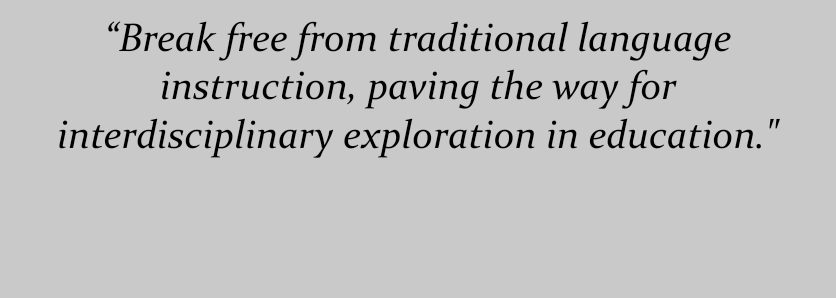 “Break free from traditional language
instruction, paving the way for
interdisciplinary exploration in education."